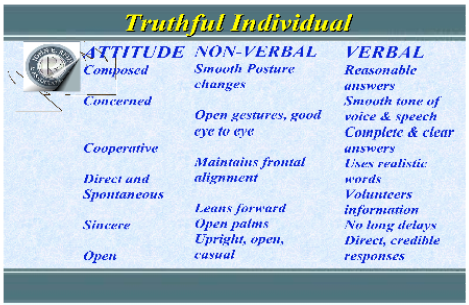 Truthful Individual
ATTITUDE NON-VERBAL VERBAL
Composed
Concerned
Cooperative
Direct and
Spontaneous
Sincere
Open
Smooth Posture
changes
Open gestures, good
eye to eye
Maintains frontal
alignment
Leans forward
Open palms
Upright, open,
casual
Reasonable
answers
Smooth tone of
voice & speech
Complete & clear
answers
Uses realistic
words
Volunteers
information
No long delays
Direct, credible
responses